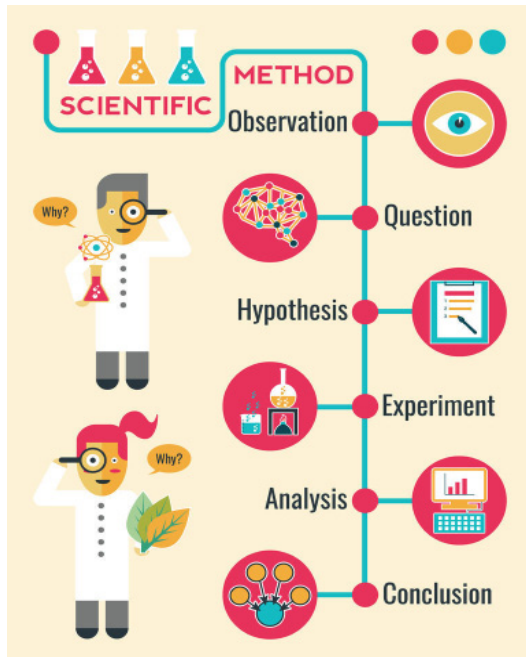 SCIENTIFIC METHOD
Observation
Why?
Question
Hypothesis
Experiment
Why?
Analysis
Conclusion